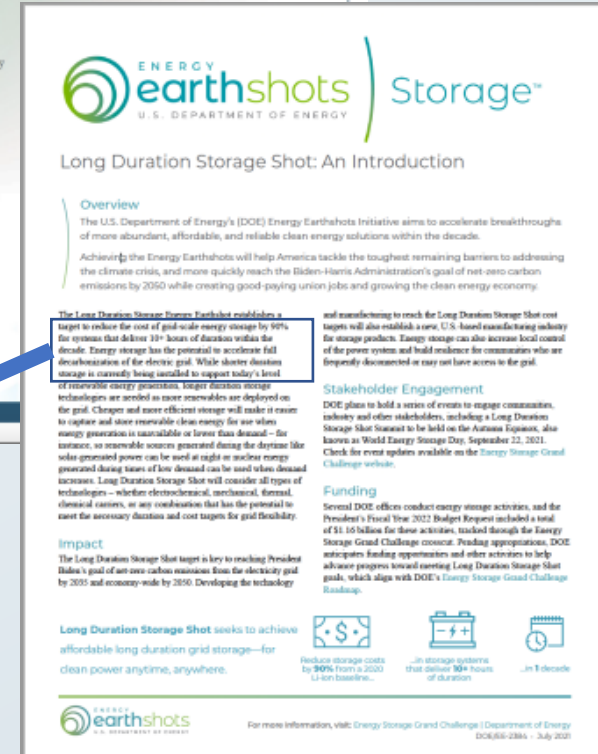 ENERGY
earthshots
U.S. DEPARTMENT OF ENERGY
Storage™
Long Duration Storage Shot: An Introduction
Overview
The U.S. Department of Energy's (DOE) Energy Earthshots Initiative aims to accelerate breakthroughs
of more abundant, affordable, and reliable clean energy solutions within the decade.
Achieving the Energy Earthshots will help America tackle the toughest remaining barriers to addressing
the climate crisis, and more quickly reach the Biden-Harris Administration's goal of net-zero carbon
emissions by 2050 while creating good-paying union jobs and growing the clean energy economy.
The Long Duration Storage Energy Earthshot establishes a
target to reduce the cost of grid-scale energy storage by 90%
for systems that deliver 10+ hours of duration within the
decade. Energy storage has the potential to accelerate full
decarbonization of the electric grid. While shorter duration
storage is currently being installed to support today's level
of renewable energy generation, longer duration storage
technologies are needed as more renewables are deployed on
the grid. Cheaper and more efficient storage will make it easier
to capture and store renewable clean energy for use when
energy generation is unavailable or lower than demand – for
instance, so renewable sources generated during the daytime like
solar-generated power can be used at night or nuclear energy
generated during times of low demand can be used when demand
increases. Long Duration Storage Shot will consider all types of
technologies – whether electrochemical, mechanical, thermal,
chemical carriers, or any combination that has the potential to
meet the necessary duration and cost targets for grid flexibility.
Impact
The Long Duration Storage Shot target is key to reaching President
Biden's goal of net-zero carbon emissions from the electricity grid
by 2035 and economy-wide by 2050. Developing the technology
and manufacturing to reach the Long Duration Storage Shot cost
targets will also establish a new, U.S.-based manufacturing industry
for storage products. Energy storage can also increase local control
of the power system and build resilience for communities who are
frequently disconnected or may not have access to the grid.
Stakeholder Engagement
DOE plans to hold a series of events to engage communities,
industry and other stakeholders, including a Long Duration
Storage Shot Summit to be held on the Autumn Equinox, also
known as World Energy Storage Day, September 22, 2021.
Check for event updates available on the Energy Storage Grand
Challenge website.
Funding
Several DOE offices conduct energy storage activities, and the
President's Fiscal Year 2022 Budget Request included a total
of $1.16 billion for these activities, tracked through the Energy
Storage Grand Challenge crosscut. Pending appropriations, DOE
anticipates funding opportunities and other activities to help
advance progress toward meeting Long Duration Storage Shot
goals, which align with DOE's Energy Storage Grand Challenge
Roadmap.
Long Duration Storage Shot seeks to achieve
affordable long duration grid storage—for
clean power anytime, anywhere.
Reduce storage costs
by 90% from a 2020
Li-ion baseline...
...in storage systems
that deliver 10+ hours
of duration
...in 1 decade
ENERGY
earthshots
U.S. DEPARTMENT OF ENERGY
For more information, visit: Energy Storage Grand Challenge | Department of Energy
DOE/EE-2384 · July 2021